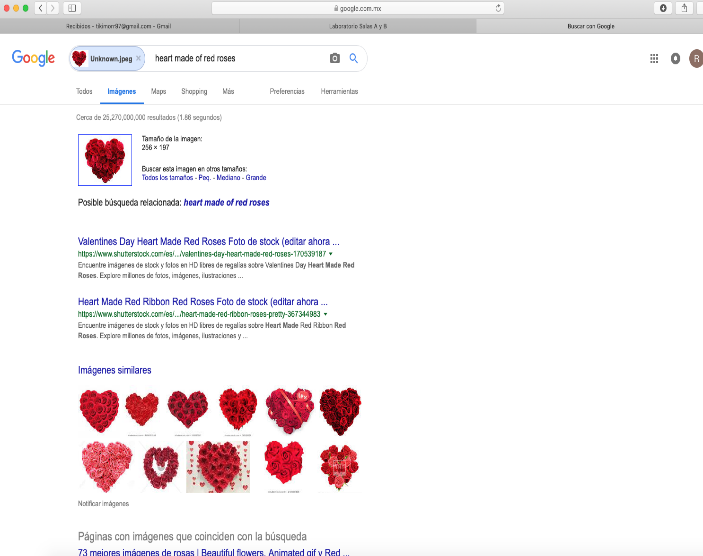 google.com.mx
Recibidos - tikimorr97@gmail.com - Gmail
Laboratorio Salas A y B
Buscar con Google
Google
Unknown.jpeg ×
heart made of red roses
R
Todos
Imágenes
Maps
Shopping
Más
Preferencias
Herramientas
Cerca de 25,270,000,000 resultados (1.86 segundos)
Tamaño de la imagen:
256 × 197
Buscar esta imagen en otros tamaños:
Todos los tamaños - Peq. - Mediano - Grande
Posible búsqueda relacionada: heart made of red roses
Valentines Day Heart Made Red Roses Foto de stock (editar ahora ...
https://www.shutterstock.com/es/.../valentines-day-heart-made-red-roses-170539187
Encuentre imágenes de stock y fotos en HD libres de regalías sobre Valentines Day Heart Made Red
Roses. Explore millones de fotos, imágenes, ilustraciones ...
Heart Made Red Ribbon Red Roses Foto de stock (editar ahora ...
https://www.shutterstock.com/es/.../heart-made-red-ribbon-roses-pretty-367344983
Encuentre imágenes de stock y fotos en HD libres de regalías sobre Heart Made Red Ribbon Red
Roses. Explore millones de fotos, imágenes, ilustraciones y ...
Imágenes similares
Notificar imágenes
Páginas con imágenes que coinciden con la búsqueda
73 mejores imágenes de rosas | Beautiful flowers, Animated gif y Red ...